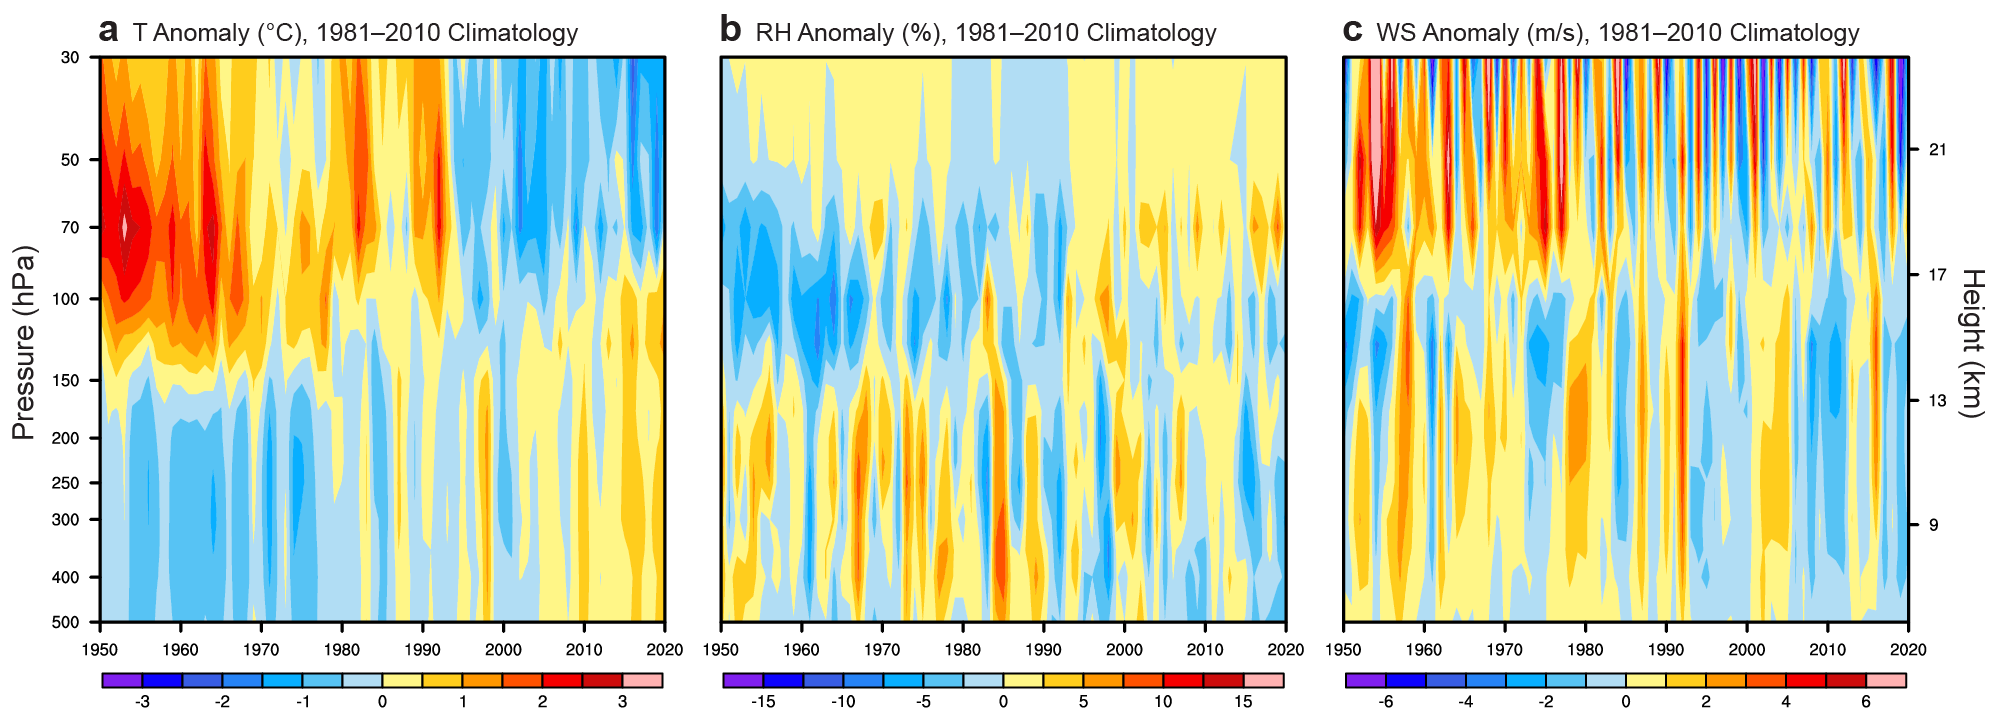 a T Anomaly (°C), 1981–2010 Climatology
b RH Anomaly (%), 1981–2010 Climatology
c WS Anomaly (m/s), 1981–2010 Climatology
Pressure (hPa)
30
50
70
100
150
200
250
300
400
500
21
17
13
9
Height (km)
1950 1960 1970 1980 1990 2000 2010 2020
1950 1960 1970 1980 1990 2000 2010 2020
1950 1960 1970 1980 1990 2000 2010 2020
-3 -2 -1 0 1 2 3
-15 -10 -5 0 5 10 15
-6 -4 -2 0 2 4 6